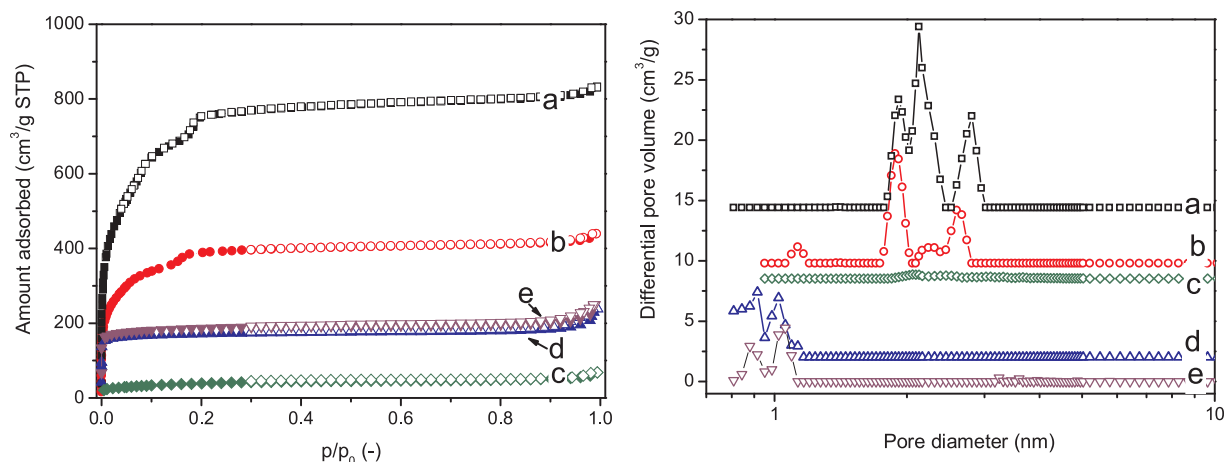 1000
800
600
400
200
0
Amount adsorbed (cm³/g STP)
0.0 0.2 0.4 0.6 0.8 1.0
p/p₀ (-)
a
b
e
d
c
30
25
20
15
10
5
0
Differential pore volume (cm³/g)
1 10
Pore diameter (nm)
a
b
c
d
e